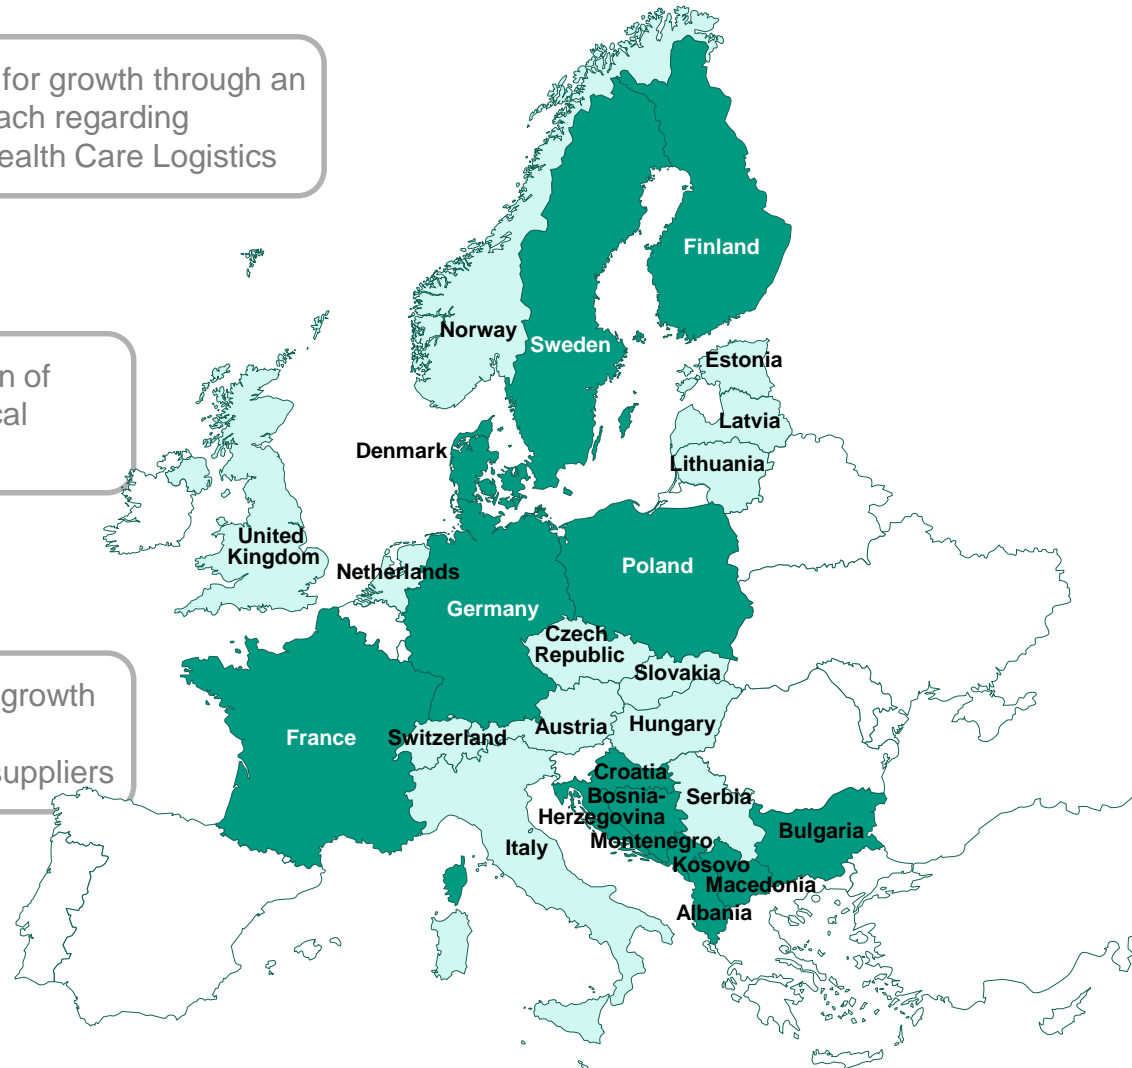 for growth through an
ach regarding
ealth Care Logistics
n of
cal
growth
suppliers
Finland
Norway
Sweden
Estonia
Latvia
Denmark
Lithuania
United
Kingdom
Netherlands
Poland
Germany
Czech
Republic
Slovakia
Austria
Hungary
France
Switzerland
Croatia
Bosnia-
Herzegovina
Serbia
Montenegro
Bulgaria
Italy
Kosovo
Macedonia
Albania